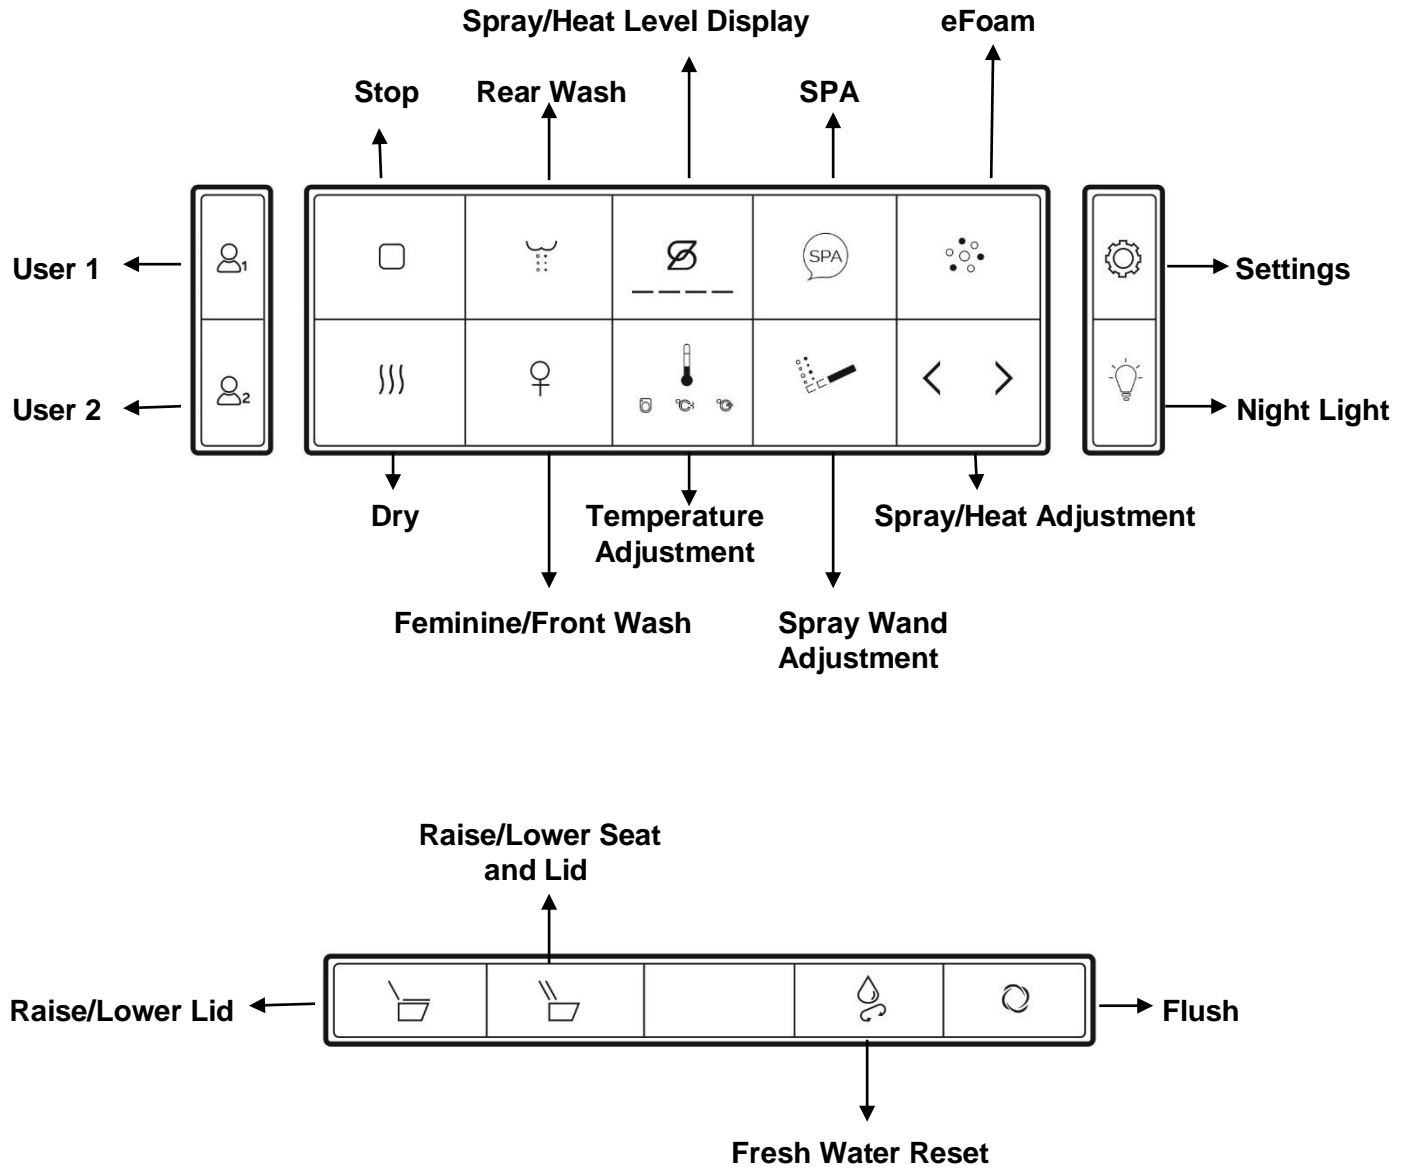 Spray/Heat Level Display
eFoam
Stop
Rear Wash
SPA
User 1
1
SPA
Settings
User 2
2
Night Light
Dry
Temperature
Adjustment
Spray/Heat Adjustment
Feminine/Front Wash
Spray Wand
Adjustment
Raise/Lower Seat
and Lid
Raise/Lower Lid
Flush
Fresh Water Reset